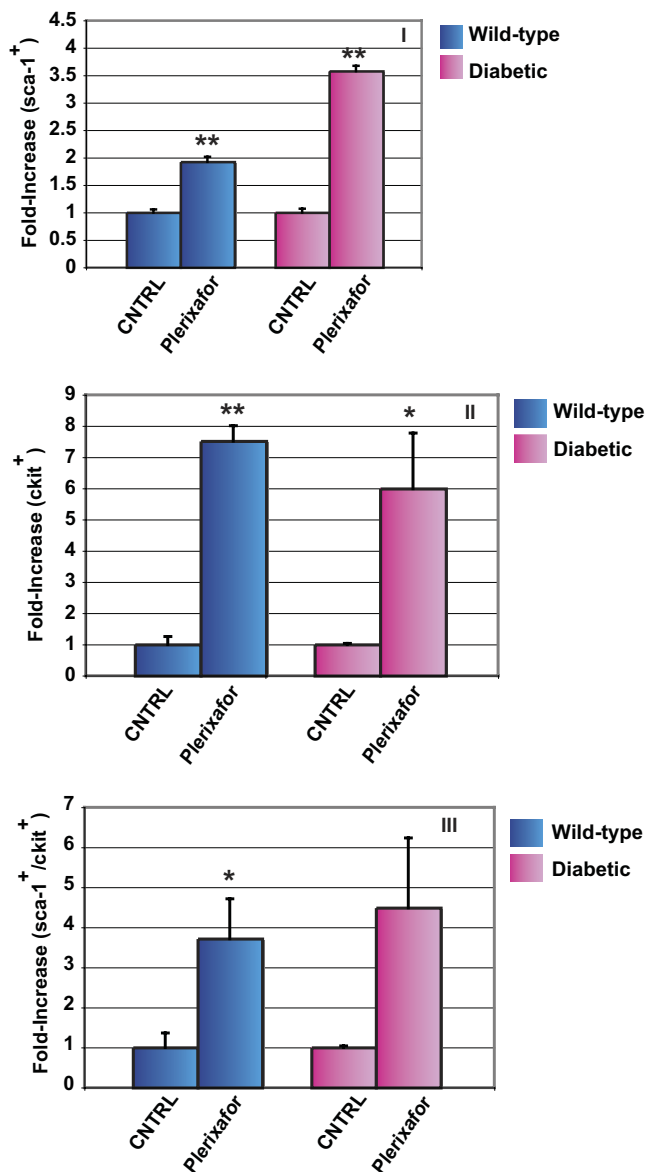 I
Wild-type
Diabetic
Fold-Increase (sca-1+)
4.5
4
3.5
3
2.5
2
1.5
1
0.5
0
**
**
CNTRL
Plerixafor
CNTRL
Plerixafor
II
Wild-type
Diabetic
Fold-Increase (ckit+)
9
8
7
6
5
4
3
2
1
0
**
*
CNTRL
Plerixafor
CNTRL
Plerixafor
III
Wild-type
Diabetic
Fold-Increase (sca-1+/ckit+)
7
6
5
4
3
2
1
0
*
CNTRL
Plerixafor
CNTRL
Plerixafor